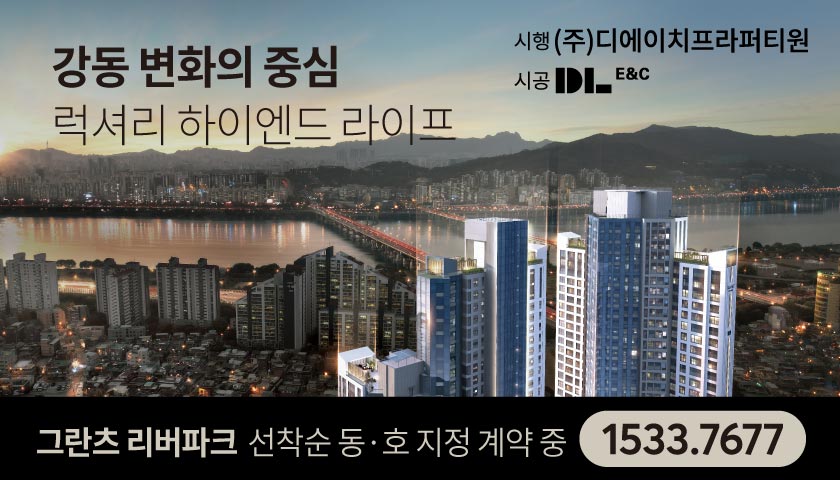 강동 변화의 중심
럭셔리 하이엔드 라이프
시행 (주)디에이치프라퍼티원
시공 DL E&C
그란츠 리버파크 선착순 동·호 지정 계약 중 1533.7677